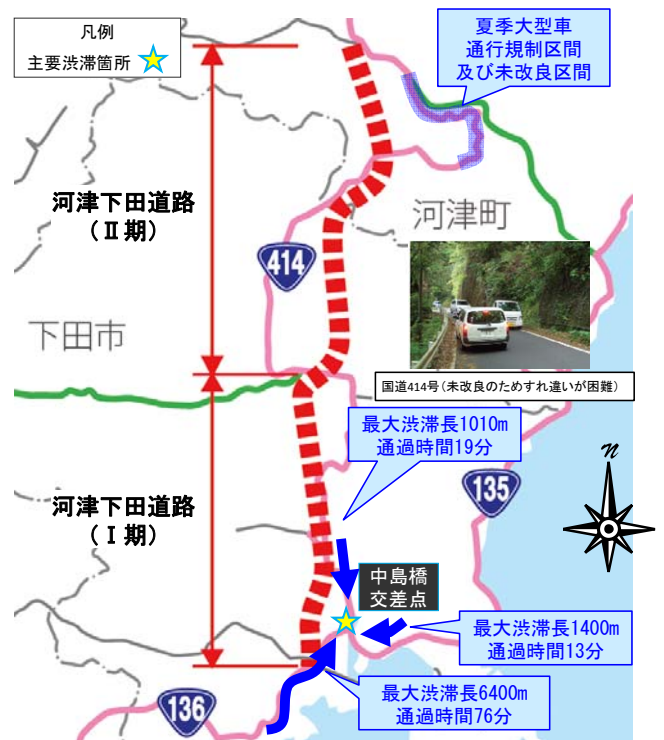 凡例
主要渋滞箇所
夏季大型車
通行規制区間
及び未改良区間
河津下田道路
(Ⅱ期)
河津町
414
下田市
国道414号(未改良のためすれ違いが困難)
最大渋滞長1010m
通過時間19分
N
135
河津下田道路
(Ⅰ期)
中島橋
交差点
最大渋滞長1400m
通過時間13分
最大渋滞長6400m
通過時間76分
136